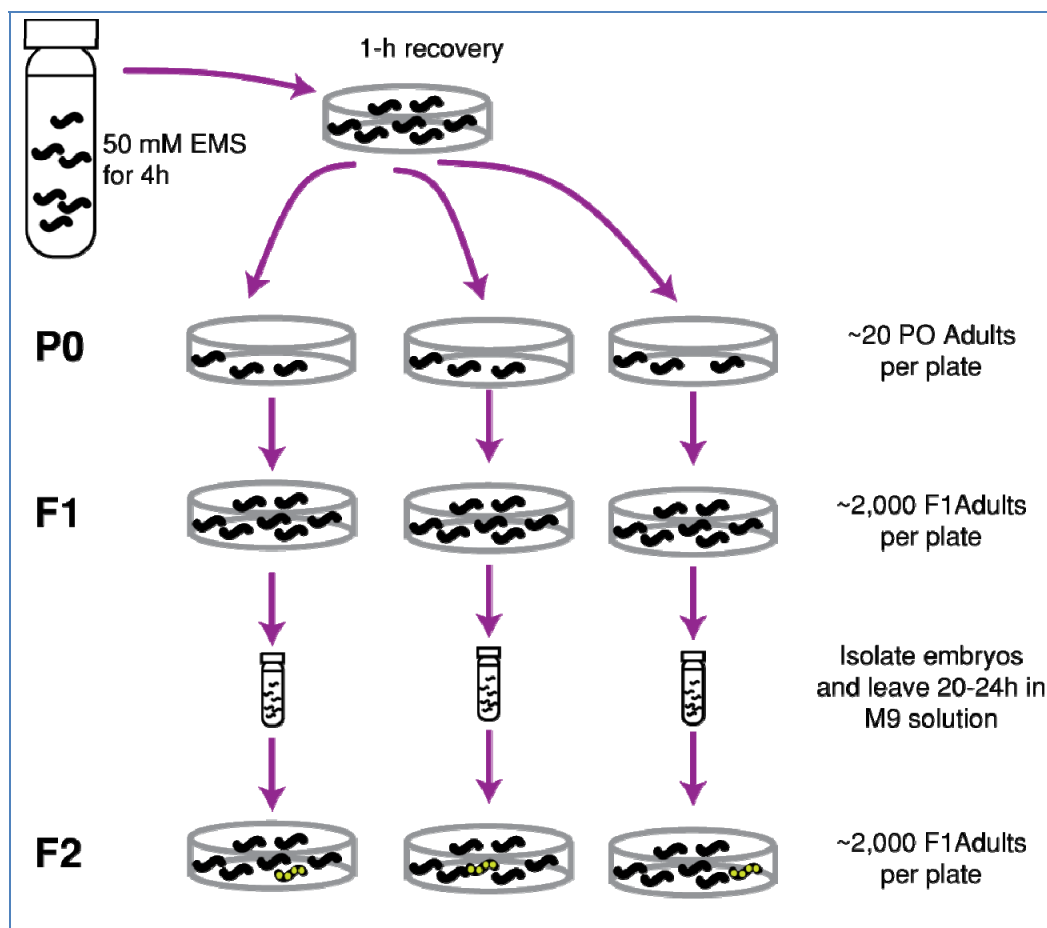 1-h recovery
50 mM EMS
for 4h
P0
~20 PO Adults
per plate
F1
~2,000 F1Adults
per plate
Isolate embryos
and leave 20-24h in
M9 solution
F2
~2,000 F1Adults
per plate